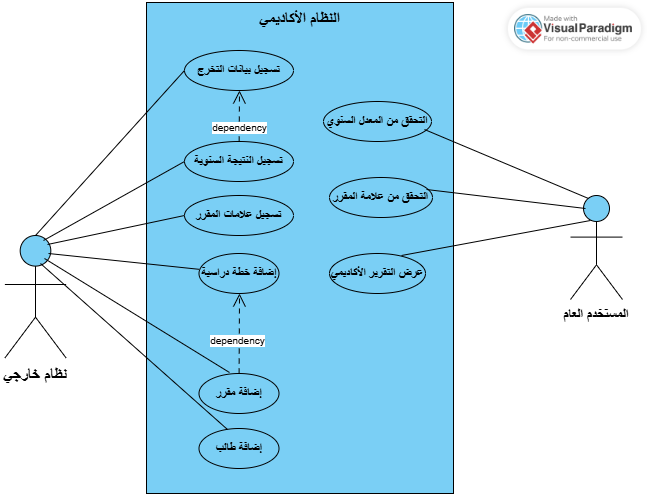 النظام الأكاديمي
Made with
VisualParadigm
For non-commercial use
تسجيل بيانات التخرج
dependency
تسجيل النتيجة السنوية
تسجيل علامات المقرر
إضافة خطة دراسية
dependency
إضافة مقرر
إضافة طالب
التحقق من المعدل السنوي
التحقق من علامة المقرر
عرض التقرير الأكاديمي
نظام خارجي
المستخدم العام